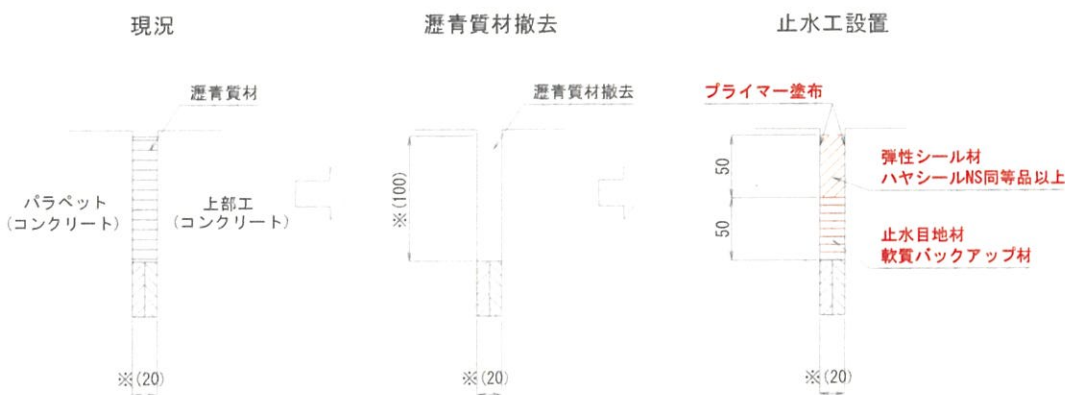 現況
瀝青質材撤去
止水工設置
瀝青質材
瀝青質材撤去
プライマー塗布
パラペット
(コンクリート)
上部工
(コンクリート)
※(100)
50
50
弾性シール材
ハヤシールNS同等品以上
止水目地材
軟質バックアップ材
※(20)
※(20)
※(20)